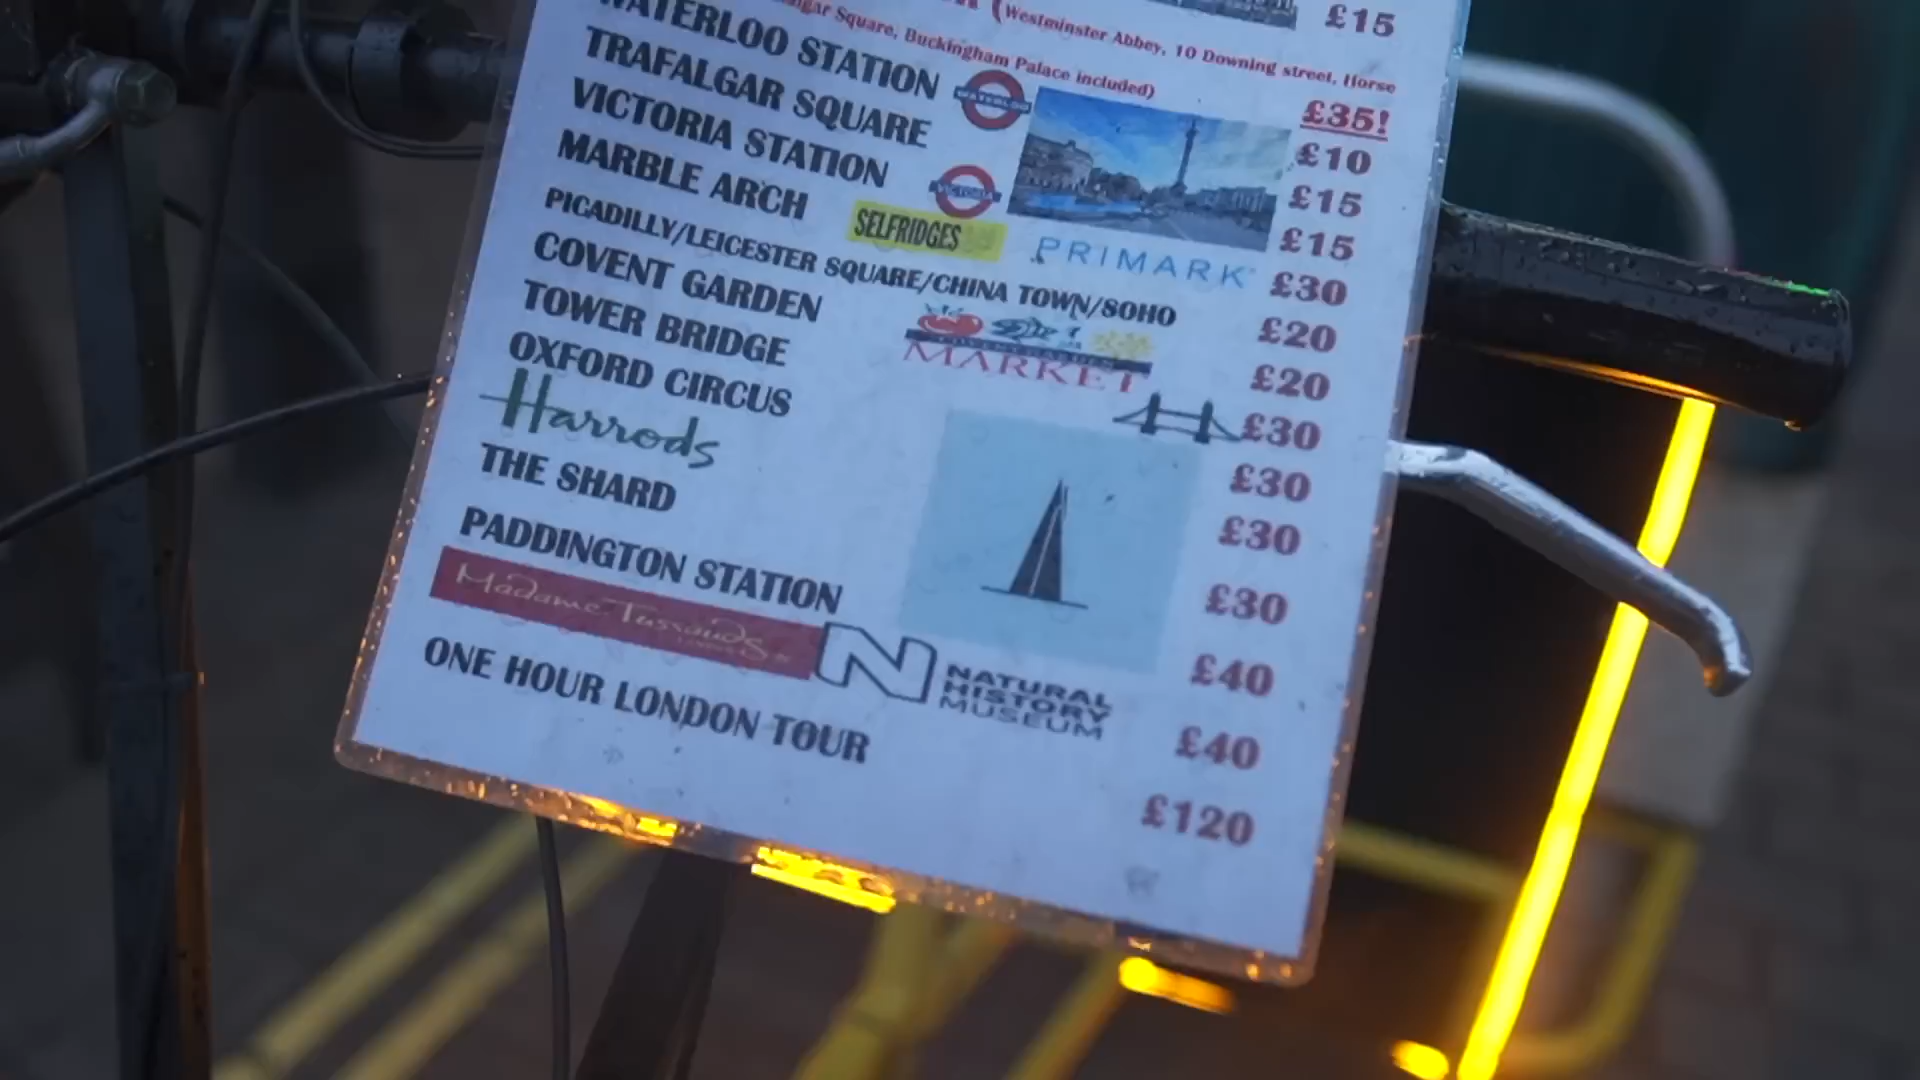 £15
(Westminster Abbey, 10 Downing street, Horse
Square, Buckingham Palace included)
£35!
WATERLOO STATION
WATERLOO
£10
TRAFALGAR SQUARE
£15
VICTORIA STATION
VICTORIA
£15
MARBLE ARCH
SELFRIDGES
PRIMARK
£30
PICADILLY/LEICESTER SQUARE/CHINA TOWN/SOHO
£20
COVENT GARDEN
MARKET
£20
TOWER BRIDGE
£30
OXFORD CIRCUS
£30
Harrods
£30
THE SHARD
£30
PADDINGTON STATION
£40
Madame Tussauds
NATURAL
HISTORY
MUSEUM
£40
ONE HOUR LONDON TOUR
£120